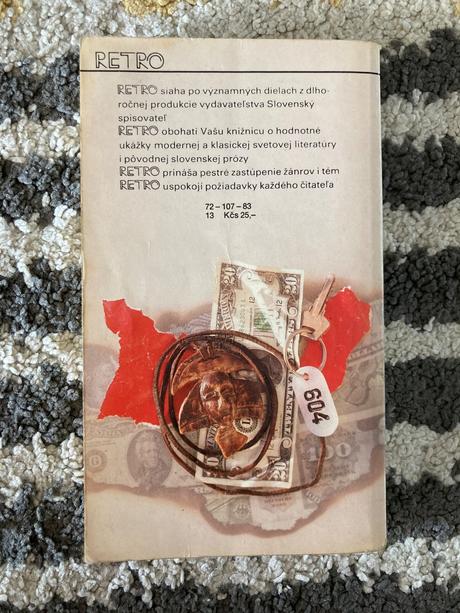 RETRO
RETRO siaha po významných dielach z dlho-
ročnej produkcie vydavateľstva Slovenský
spisovateľ
RETRO obohatí Vašu knižnicu o hodnotné
ukážky modernej a klasickej svetovej literatúry
i pôvodnej slovenskej prózy
RETRO prináša pestré zastúpenie žánrov i tém
RETRO uspokojí požiadavky každého čitateľa
72 – 107 – 83
13 Kčs 25,–
604
100